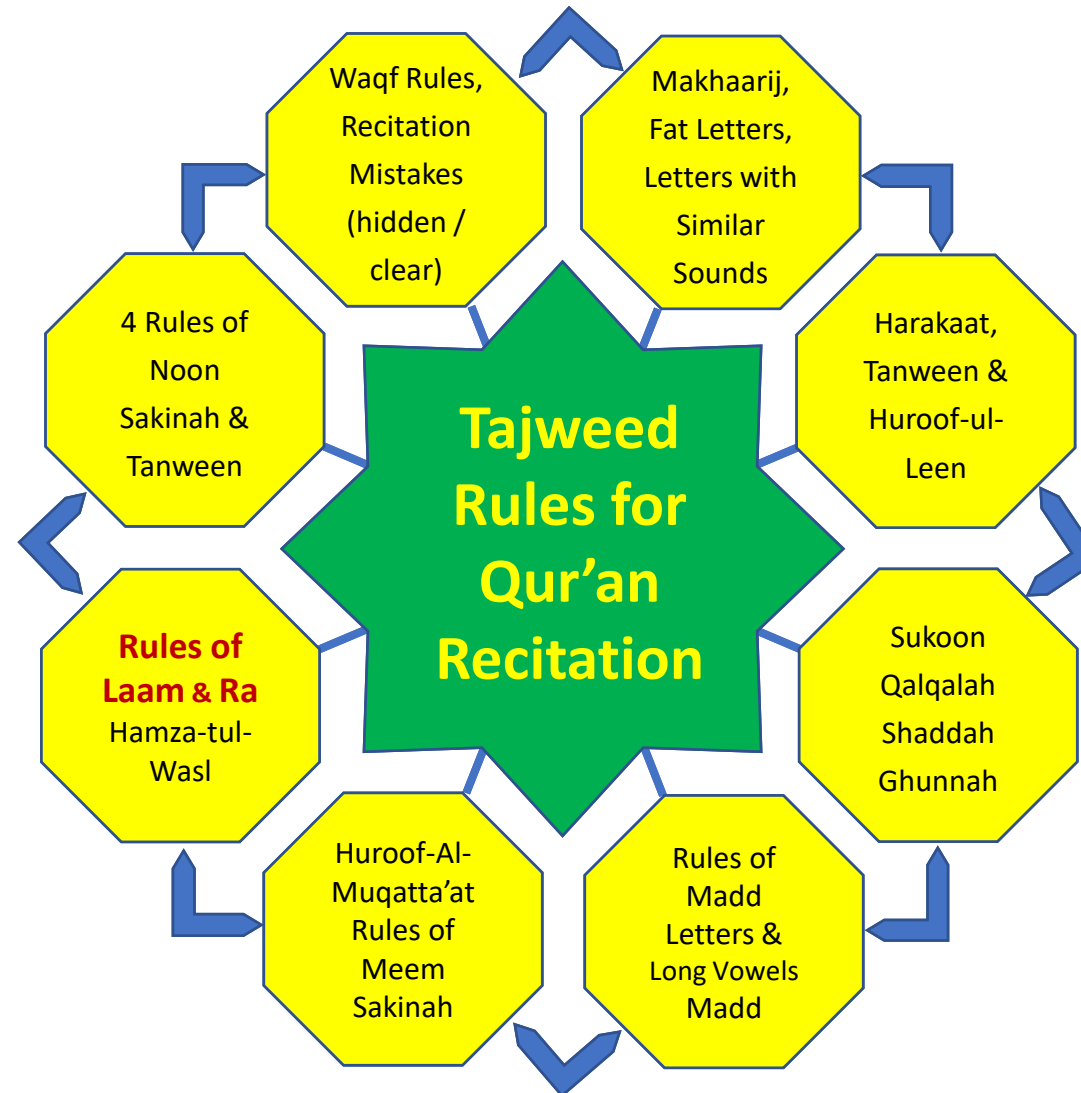 Waqf Rules,
Recitation
Mistakes
(hidden /
clear)
Makhaarij,
Fat Letters,
Letters with
Similar
Sounds
4 Rules of
Noon
Sakinah &
Tanween
Tajweed
Rules for
Qur’an
Recitation
Harakaat,
Tanween &
Huroof-ul-
Leen
Rules of
Laam & Ra
Hamza-tul-
Wasl
Sukoon
Qalqalah
Shaddah
Ghunnah
Huroof-Al-
Muqatta’at
Rules of
Meem
Sakinah
Rules of
Madd
Letters &
Long Vowels
Madd